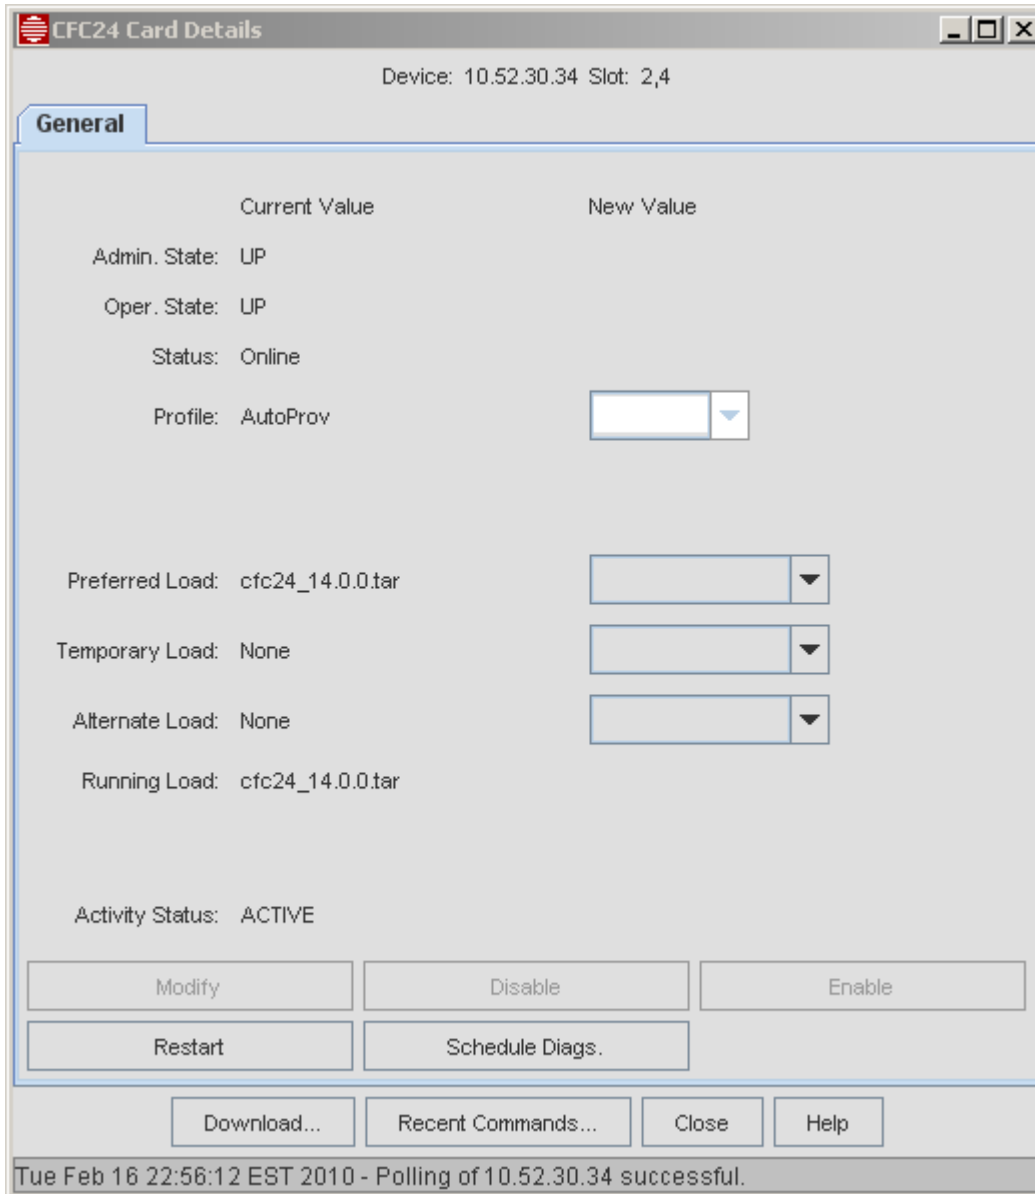 CFC24 Card Details
Device: 10.52.30.34 Slot: 2,4
General
Current Value New Value
Admin. State: UP
Oper. State: UP
Status: Online
Profile: AutoProv
Preferred Load: cfc24_14.0.0.tar
Temporary Load: None
Alternate Load: None
Running Load: cfc24_14.0.0.tar
Activity Status: ACTIVE
Modify Disable Enable
Restart Schedule Diags.
Download... Recent Commands... Close Help
Tue Feb 16 22:56:12 EST 2010 - Polling of 10.52.30.34 successful.